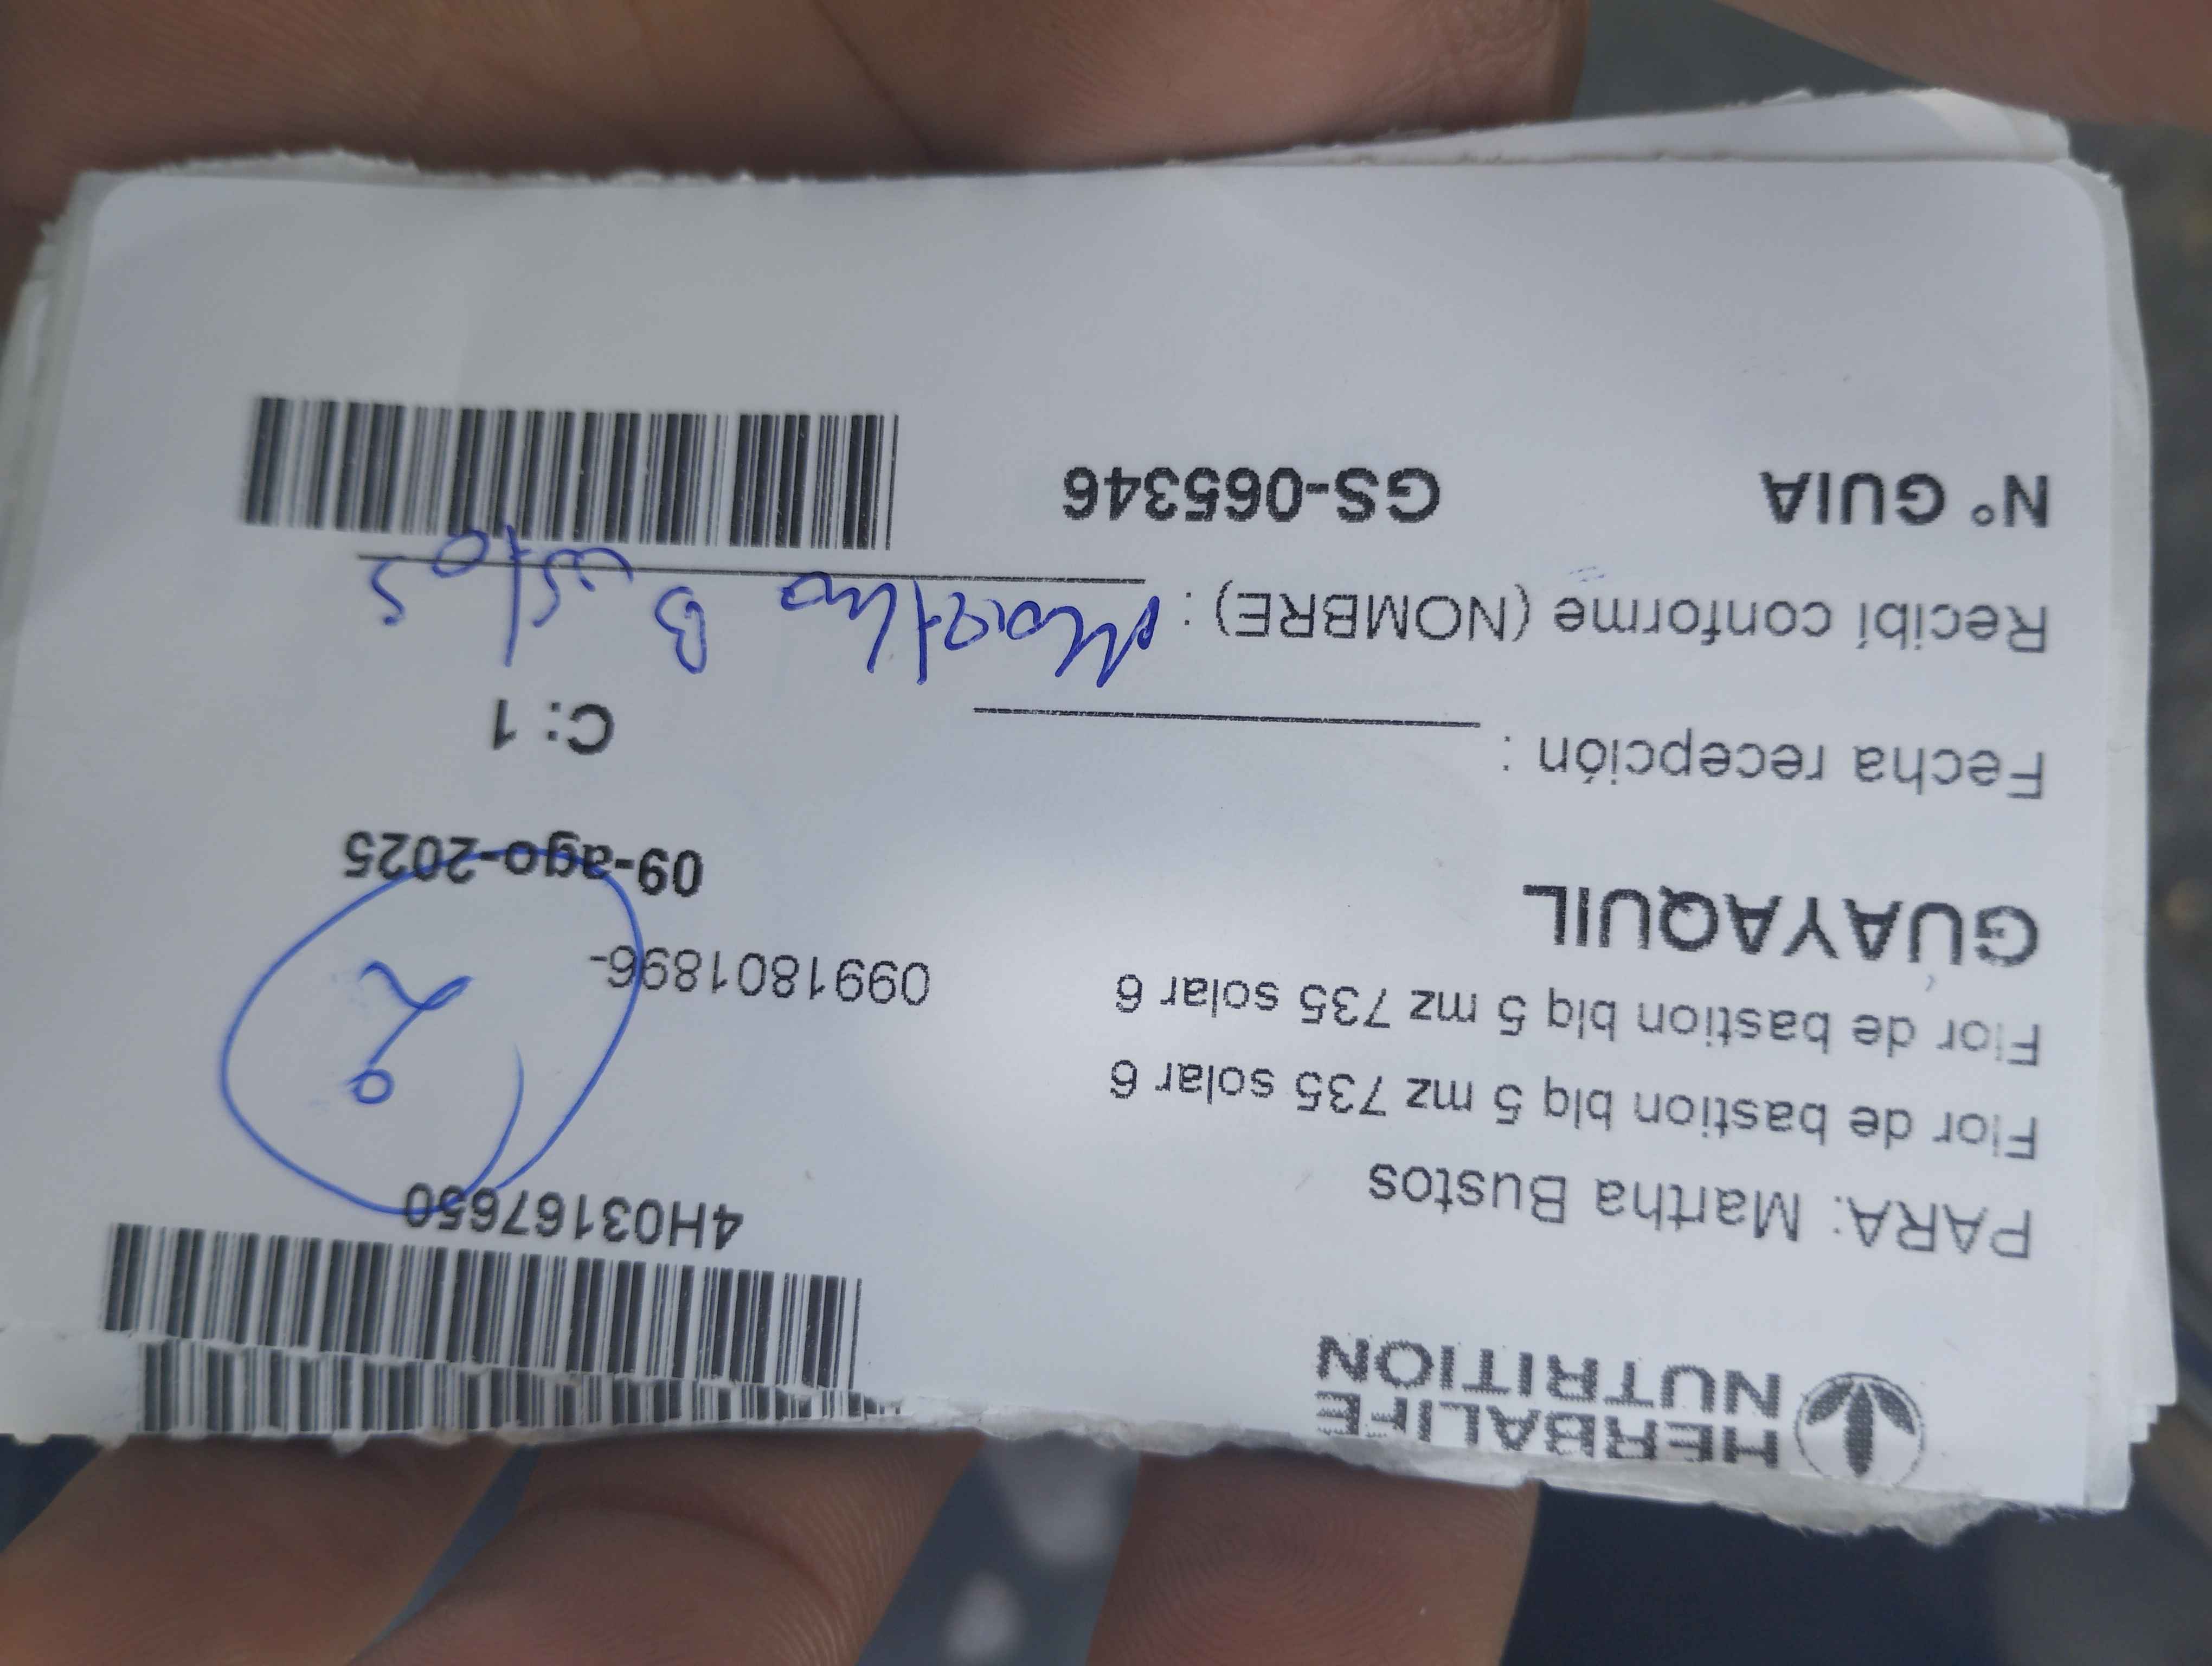 HERBALIFE
NUTRITION
4H03167650
PARA: Martha Bustos
Flor de bastion blq 5 mz 735 solar 6
Flor de bastion blq 5 mz 735 solar 6
0991801896-
GUAYAQUIL
09-ago-2025
Fecha recepción :
C: 1
Recibí conforme (NOMBRE) : Martha Bustos
N° GUIA GS-065346